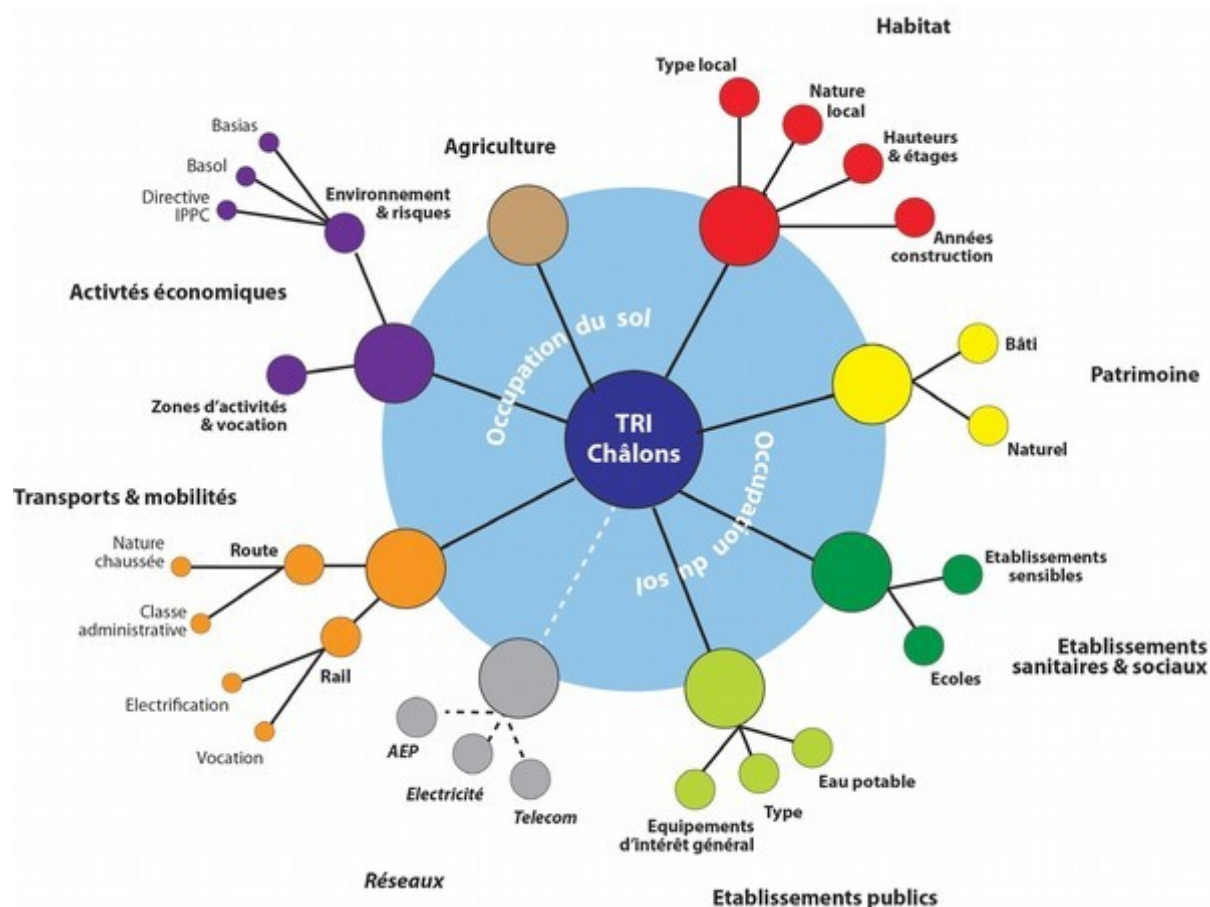 Habitat
Type local
Nature
local
Hauteurs
& étages
Années
construction
Agriculture
Basias
Basol
Directive
IPPC
Environnement
& risques
Activtés économiques
Zones d'activités
& vocation
Occupation du sol
TRI
Châlons
Occupation du sol
Bâti
Patrimoine
Naturel
Transports & mobilités
Nature
chaussée
Route
Classe
administrative
Rail
Electrification
Vocation
Etablissements
sensibles
Ecoles
Etablissements
sanitaires & sociaux
AEP
Electricité
Telecom
Réseaux
Eau potable
Type
Equipements
d'intérêt général
Etablissements publics